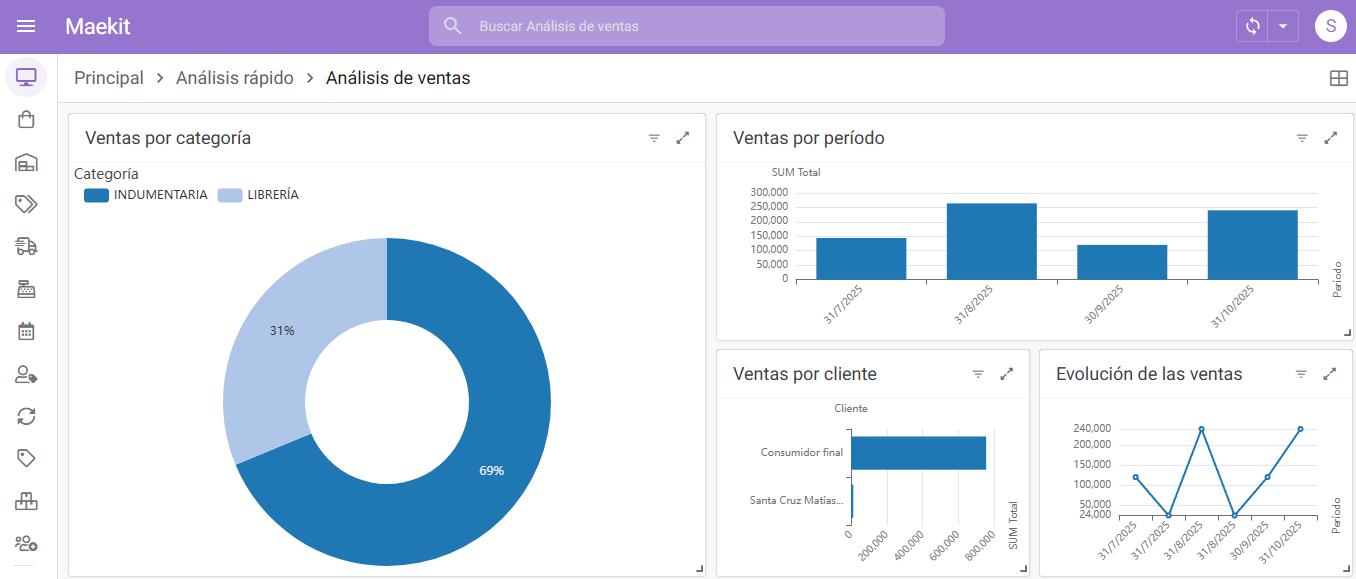 Maekit
Buscar Análisis de ventas
S
Principal > Análisis rápido > Análisis de ventas
Ventas por categoría
Categoría
INDUMENTARIA LIBRERÍA
31%
69%
Ventas por período
SUM Total
300,000
250,000
200,000
150,000
100,000
50,000
0
31/7/2025 31/8/2025 30/9/2025 31/10/2025
Período
Ventas por cliente
Cliente
Consumidor final
Santa Cruz Matías...
0 200,000 400,000 600,000 800,000
SUM Total
Evolución de las ventas
240,000
200,000
150,000
100,000
50,000
24,000
31/7/2025 31/7/2025 31/8/2025 31/8/2025 30/9/2025 31/10/2025
Período